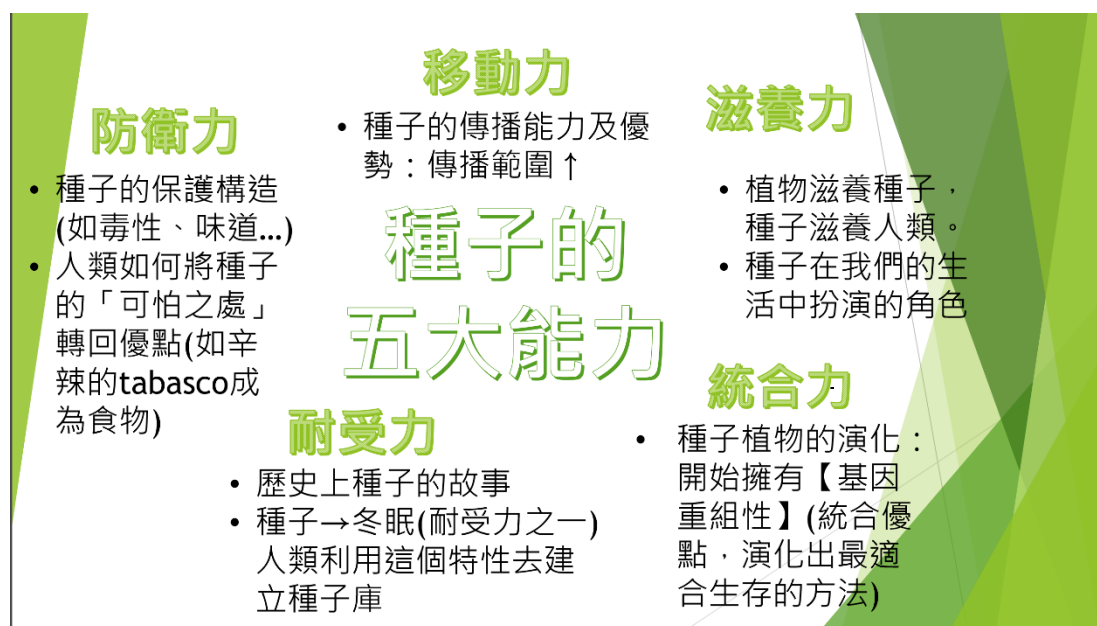 種子的
五大能力
防衛力
• 種子的保護構造
(如毒性、味道...)
• 人類如何將種子
的「可怕之處」
轉回優點(如辛
辣的tabasco成
為食物)
移動力
• 種子的傳播能力及優
勢：傳播範圍↑
滋養力
• 植物滋養種子，
種子滋養人類。
• 種子在我們的生
活中扮演的角色
耐受力
• 歷史上種子的故事
• 種子→冬眠(耐受力之一)
人類利用這個特性去建
立種子庫
統合力
• 種子植物的演化：
開始擁有【基因
重組性】(統合優
點，演化出最適
合生存的方法)